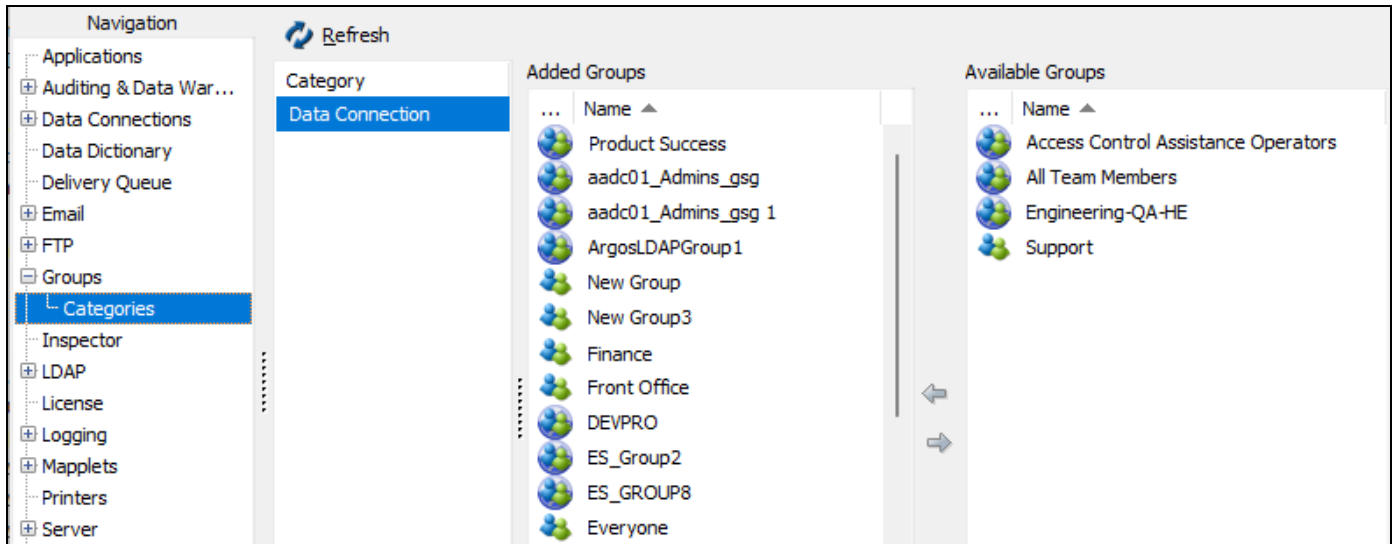 Navigation
Applications
Auditing & Data War...
Data Connections
Data Dictionary
Delivery Queue
Email
FTP
Groups
Categories
Inspector
LDAP
License
Logging
Mapplets
Printers
Server
Refresh
Category
Data Connection
Added Groups
... Name
Product Success
aadc01_Admins_gsg
aadc01_Admins_gsg 1
ArgosLDAPGroup1
New Group
New Group3
Finance
Front Office
DEVPRO
ES_Group2
ES_GROUP8
Everyone
Available Groups
... Name
Access Control Assistance Operators
All Team Members
Engineering-QA-HE
Support